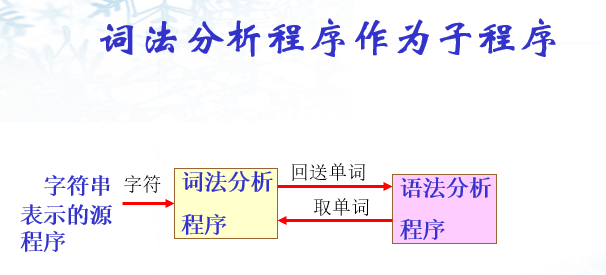 词法分析程序作为子程序
字符串
表示的源
程序
字符
词法分析
程序
回送单词
取单词
语法分析
程序